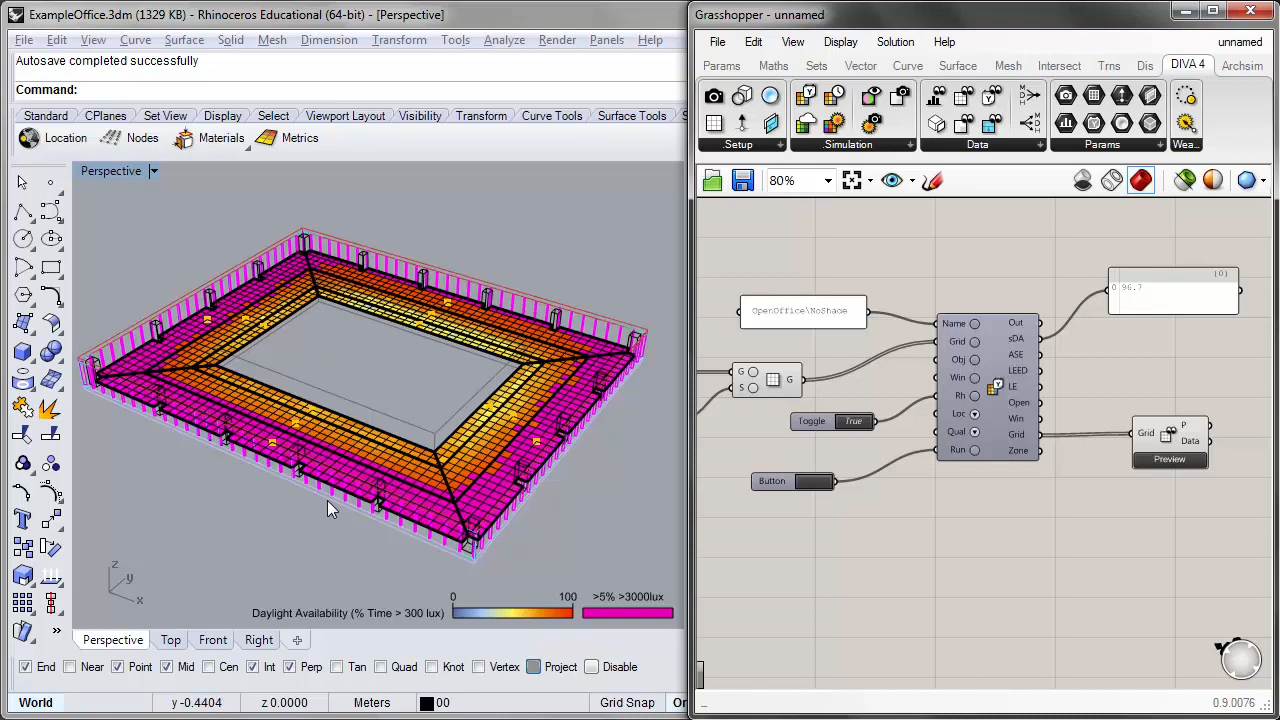 ExampleOffice.3dm (1329 KB) - Rhinoceros Educational (64-bit) - [Perspective]
File Edit View Curve Surface Solid Mesh Dimension Transform Tools Analyze Render Panels Help
Autosave completed successfully
Command:
Standard CPlanes Set View Display Select Viewport Layout Visibility Transform Curve Tools Surface Tools
Location Nodes Materials Metrics
Perspective
z
y
x
0 100 >5% >3000lux
Daylight Availability (% Time > 300 lux)
Perspective Top Front Right
End Near Point Mid Cen Int Perp Tan Quad Knot Vertex Project Disable
World y -0.4404 z 0.0000 Meters 00 Grid Snap Or
Grasshopper - unnamed
File Edit View Display Solution Help unnamed
Params Maths Sets Vector Curve Surface Mesh Intersect Trns Dis DIVA 4 Archsim
.Setup .Simulation Data Params Wea...
80%
{0}
0 96.7
OpenOffice\NoShade
Name
Grid
Obj
Win
Rh
Loc
Qual
Run
Out
sDA
ASE
LEED
LE
Open
Win
Grid
Zone
G
S
G
Toggle True
Button
Grid
P
Data
Preview
0.9.0076